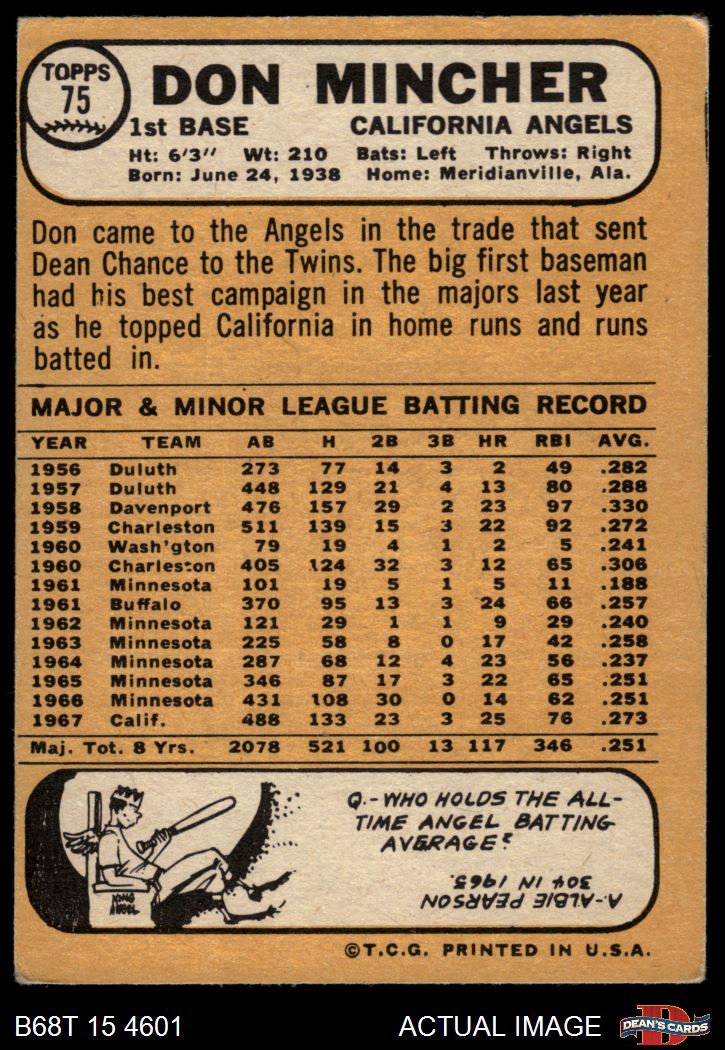 TOPPS
75
DON MINCHER
1st BASE CALIFORNIA ANGELS
Ht: 6'3" Wt: 210 Bats: Left Throws: Right
Born: June 24, 1938 Home: Meridianville, Ala.
Don came to the Angels in the trade that sent
Dean Chance to the Twins. The big first baseman
had his best campaign in the majors last year
as he topped California in home runs and runs
batted in.
MAJOR & MINOR LEAGUE BATTING RECORD
YEAR TEAM AB H 2B 3B HR RBI AVG.
1956 Duluth 273 77 14 3 2 49 .282
1957 Duluth 448 129 21 4 13 80 .288
1958 Davenport 476 157 29 2 23 97 .330
1959 Charleston 511 139 15 3 22 92 .272
1960 Wash'gton 79 19 4 1 2 5 .241
1960 Charleston 405 124 32 3 12 65 .306
1961 Minnesota 101 19 5 1 5 11 .188
1961 Buffalo 370 95 13 3 24 66 .257
1962 Minnesota 121 29 1 1 9 29 .240
1963 Minnesota 225 58 8 0 17 42 .258
1964 Minnesota 287 68 12 4 23 56 .237
1965 Minnesota 346 87 17 3 22 65 .251
1966 Minnesota 431 108 30 0 14 62 .251
1967 Calif. 488 133 23 3 25 76 .273
Maj. Tot. 8 Yrs. 2078 521 100 13 117 346 .251
Q.-WHO HOLDS THE ALL-
TIME ANGEL BATTING
AVERAGE?
A-ALBIE PEARSON
304 IN 1965.
KING
ANGEL
©T.C.G. PRINTED IN U.S.A.
B68T 15 4601 ACTUAL IMAGE
D
DEAN'S CARDS